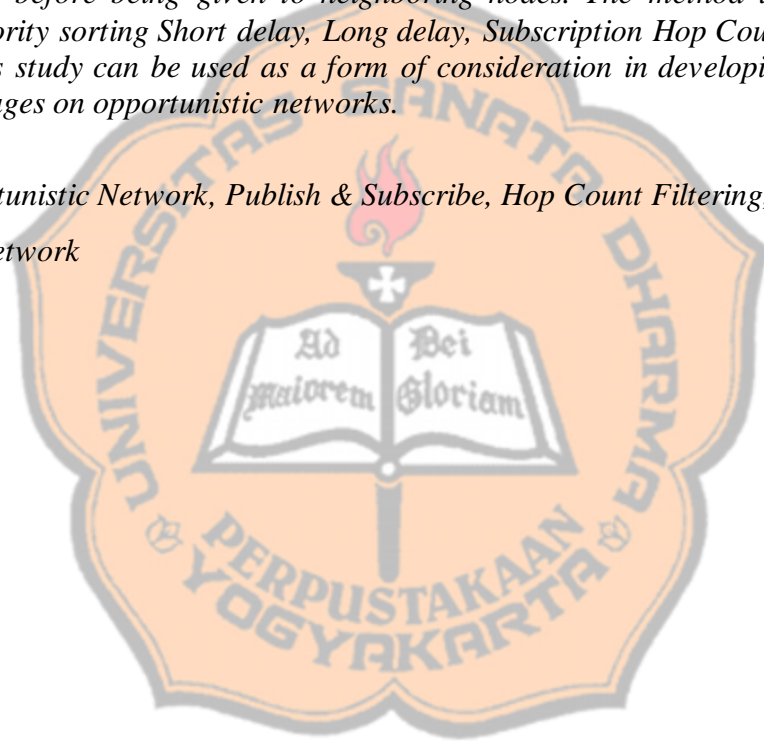 before being given to neighboring nodes. The method
ority sorting Short delay, Long delay, Subscription Hop Cou
s study can be used as a form of consideration in developi
ages on opportunistic networks.
tunistic Network, Publish & Subscribe, Hop Count Filtering,
etwork
UNIVERSITAS SANATA DHARMA
Ad Dei
Maiorem Gloriam
PERPUSTAKAAN
YOGYAKARTA